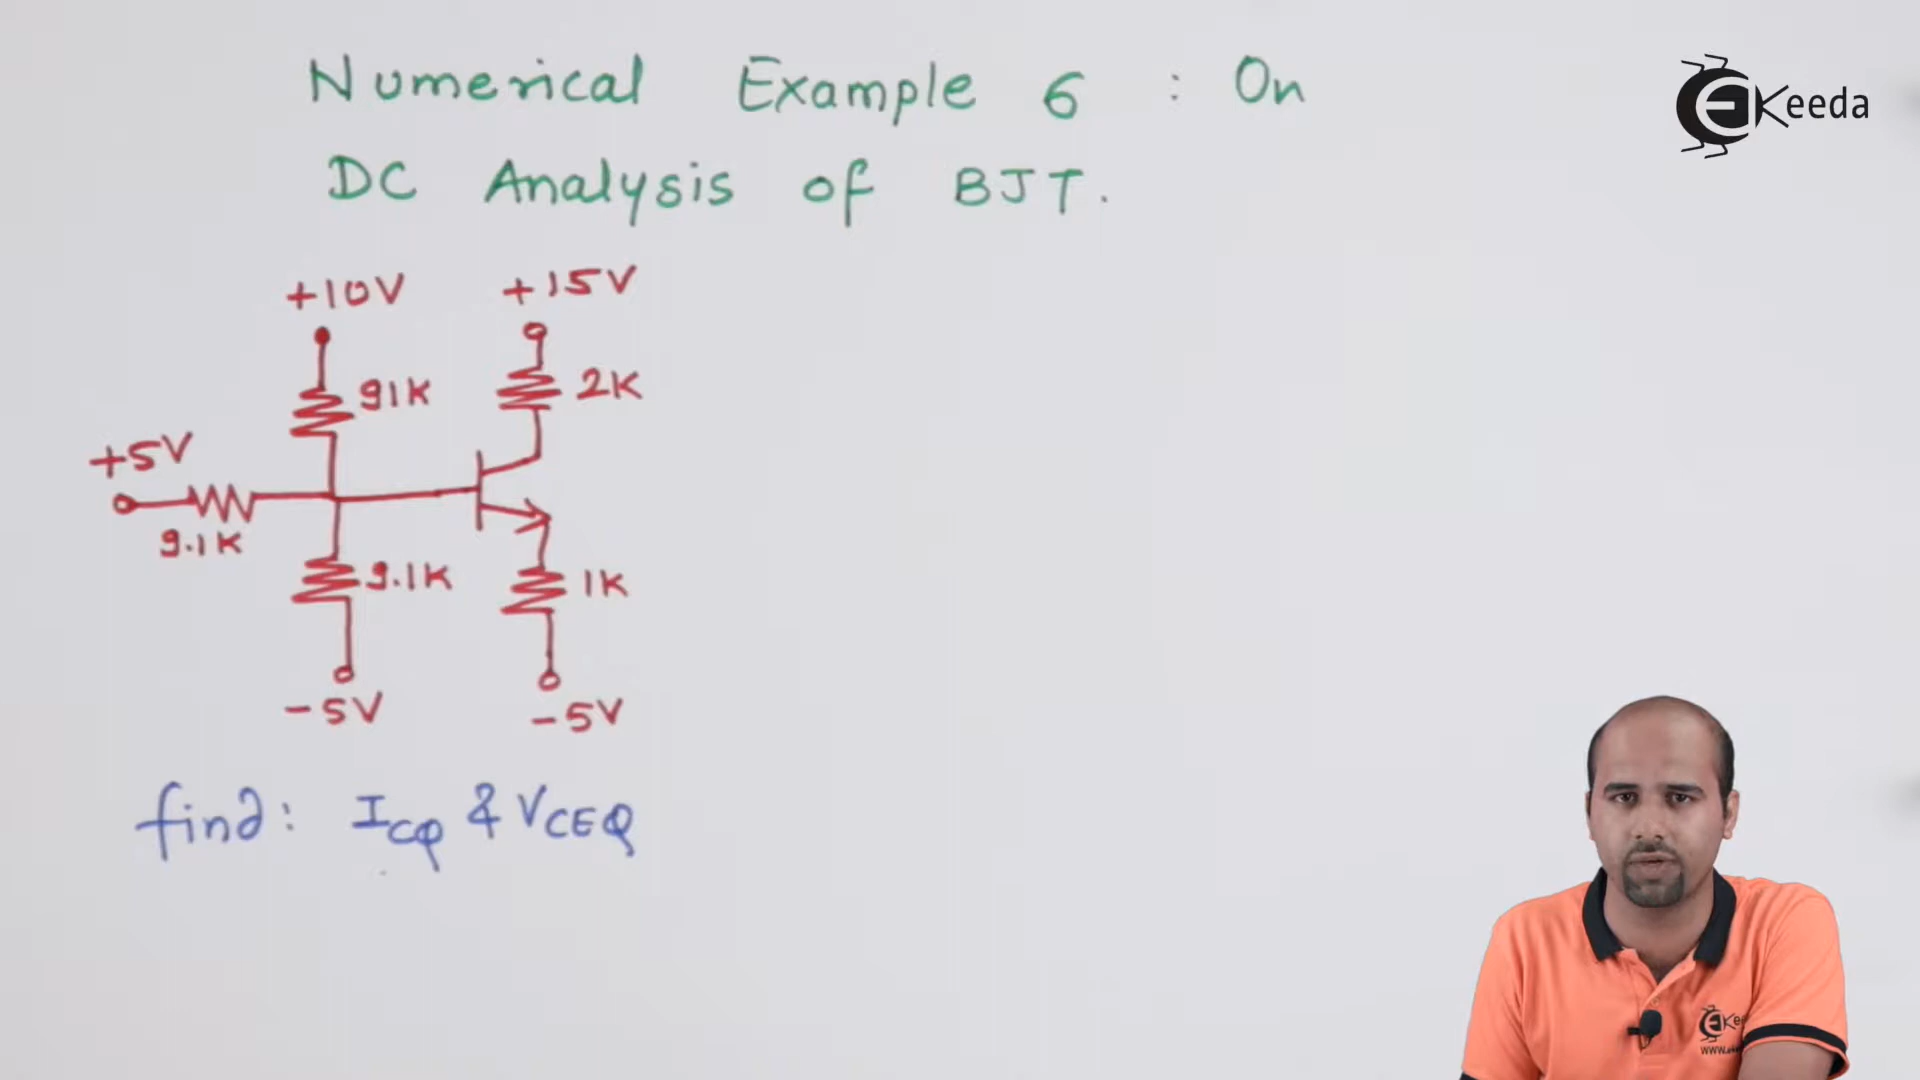 Numerical Example 6 : On
DC Analysis of BJT.
EKeeda
+10V
+15V
91K
2K
+5V
9.1K
9.1K
1K
-5V
-5V
find: ICQ & VCEQ